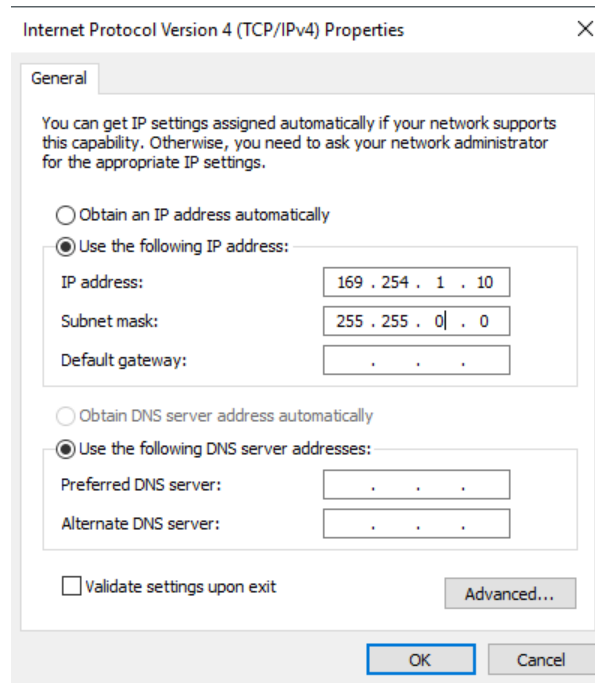 Internet Protocol Version 4 (TCP/IPv4) Properties
General
You can get IP settings assigned automatically if your network supports
this capability. Otherwise, you need to ask your network administrator
for the appropriate IP settings.
Obtain an IP address automatically
Use the following IP address:
IP address: 169 . 254 . 1 . 10
Subnet mask: 255 . 255 . 0 . 0
Default gateway: . . .
Obtain DNS server address automatically
Use the following DNS server addresses:
Preferred DNS server: . . .
Alternate DNS server: . . .
Validate settings upon exit
Advanced...
OK Cancel